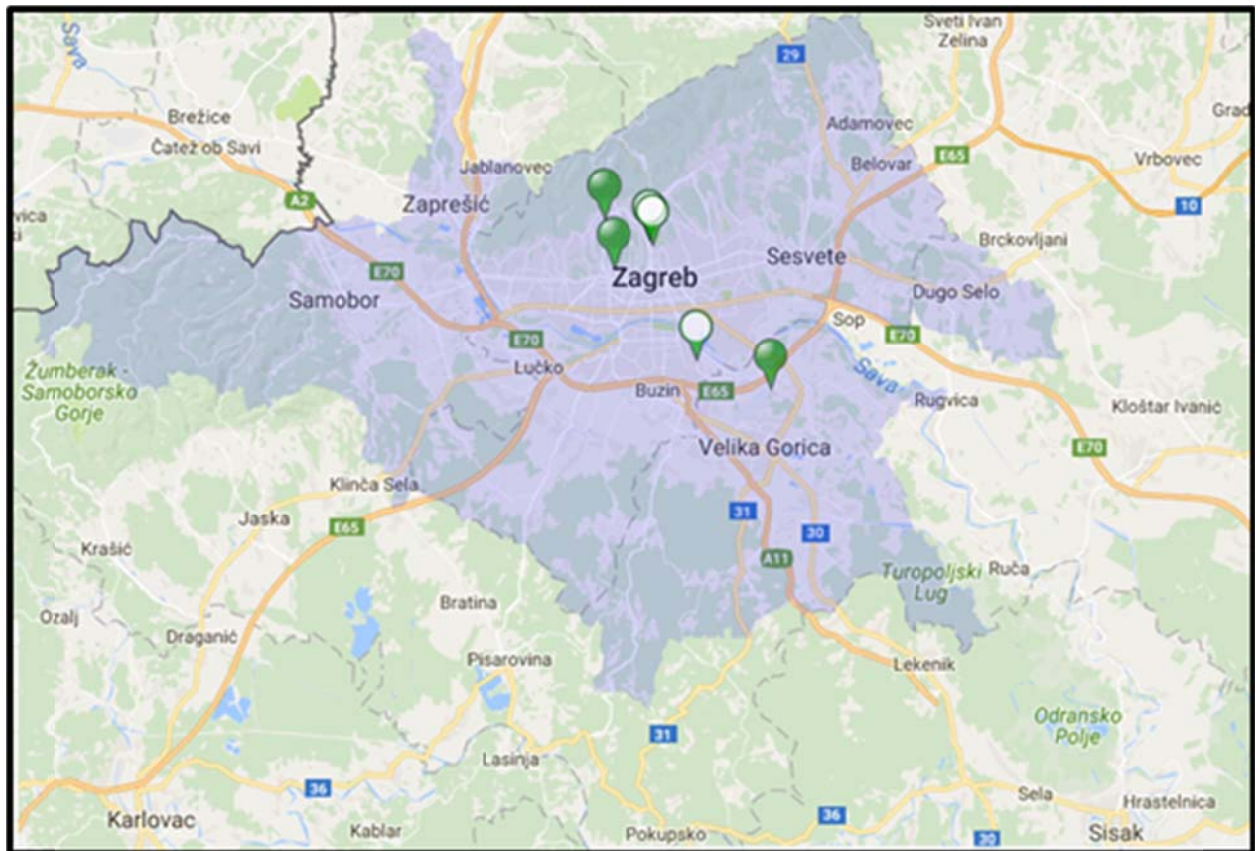 Sava
29
Sveti Ivan
Zelina
Brežice
Čatež ob Savi
Adamovec
Grad
Jablanovec
Belovar
E65
Vrbovec
A2
Zaprešić
10
vica
Brckovljani
Sesvete
E70
Zagreb
Samobor
Dugo Selo
Sop
E70
E70
Lučko
Žumberak -
Samoborsko
Gorje
Buzin
E65
Sava
Rugvica
Kloštar Ivanić
Velika Gorica
E70
Klinča Sela
Jaska
E65
31
30
Krašić
A11
Turopoljski
Lug
Ruča
Ozalj
Bratina
Draganić
Pisarovina
Lekenik
31
Odransko
Polje
Lasinja
36
Sela
Hrastelnica
Karlovac
Kablar
Pokupsko
36
30
Sisak